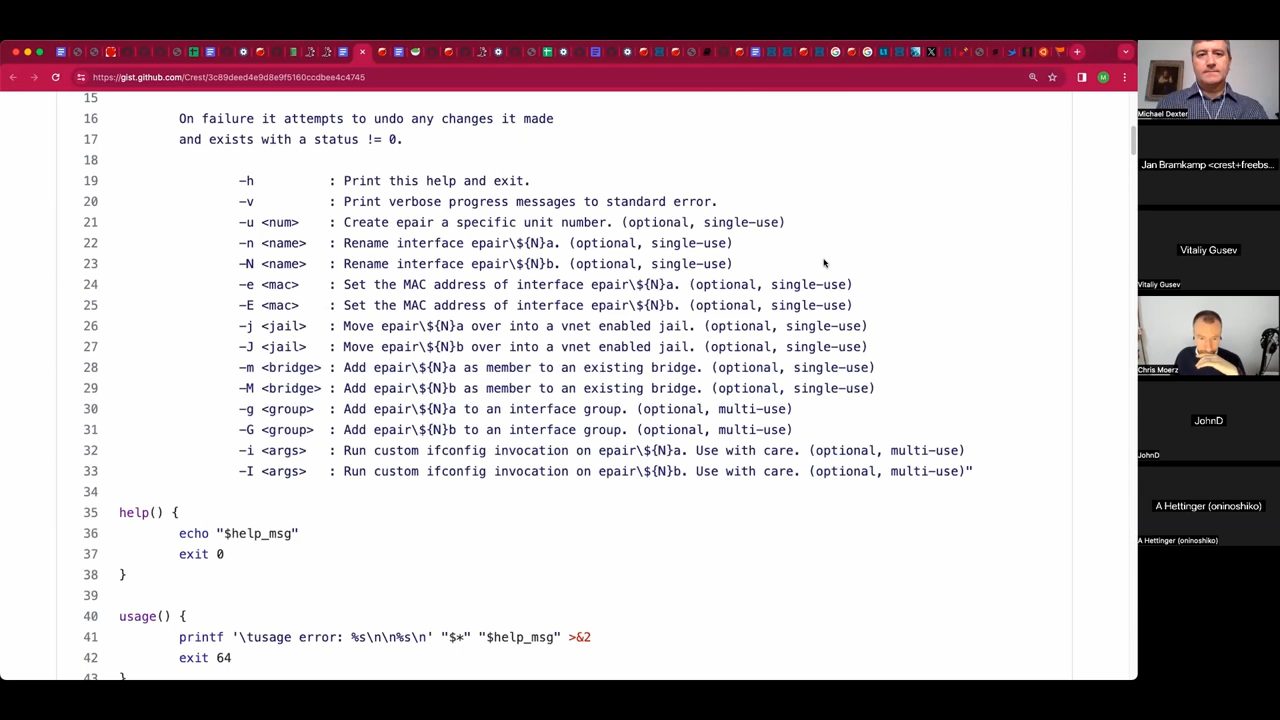 https://gist.github.com/Crest/3c89deed4e9d8e9f5160ccdbee4c4745
M
15
16 On failure it attempts to undo any changes it made
17 and exists with a status != 0.
18
19 -h : Print this help and exit.
20 -v : Print verbose progress messages to standard error.
21 -u <num> : Create epair a specific unit number. (optional, single-use)
22 -n <name> : Rename interface epair\${N}a. (optional, single-use)
23 -N <name> : Rename interface epair\${N}b. (optional, single-use)
24 -e <mac> : Set the MAC address of interface epair\${N}a. (optional, single-use)
25 -E <mac> : Set the MAC address of interface epair\${N}b. (optional, single-use)
26 -j <jail> : Move epair\${N}a over into a vnet enabled jail. (optional, single-use)
27 -J <jail> : Move epair\${N}b over into a vnet enabled jail. (optional, single-use)
28 -m <bridge> : Add epair\${N}a as member to an existing bridge. (optional, single-use)
29 -M <bridge> : Add epair\${N}b as member to an existing bridge. (optional, single-use)
30 -g <group> : Add epair\${N}a to an interface group. (optional, multi-use)
31 -G <group> : Add epair\${N}b to an interface group. (optional, multi-use)
32 -i <args> : Run custom ifconfig invocation on epair\${N}a. Use with care. (optional, multi-use)
33 -I <args> : Run custom ifconfig invocation on epair\${N}b. Use with care. (optional, multi-use)"
34
35 help() {
36 echo "$help_msg"
37 exit 0
38 }
39
40 usage() {
41 printf '\tusage error: %s\n\n%s\n' "$*" "$help_msg" >&2
42 exit 64
43 }
Michael Dexter
Jan Bramkamp <crest+freebs...
Vitaliy Gusev
Vitaliy Gusev
Chris Moerz
JohnD
JohnD
A Hettinger (oninoshiko)
A Hettinger (oninoshiko)